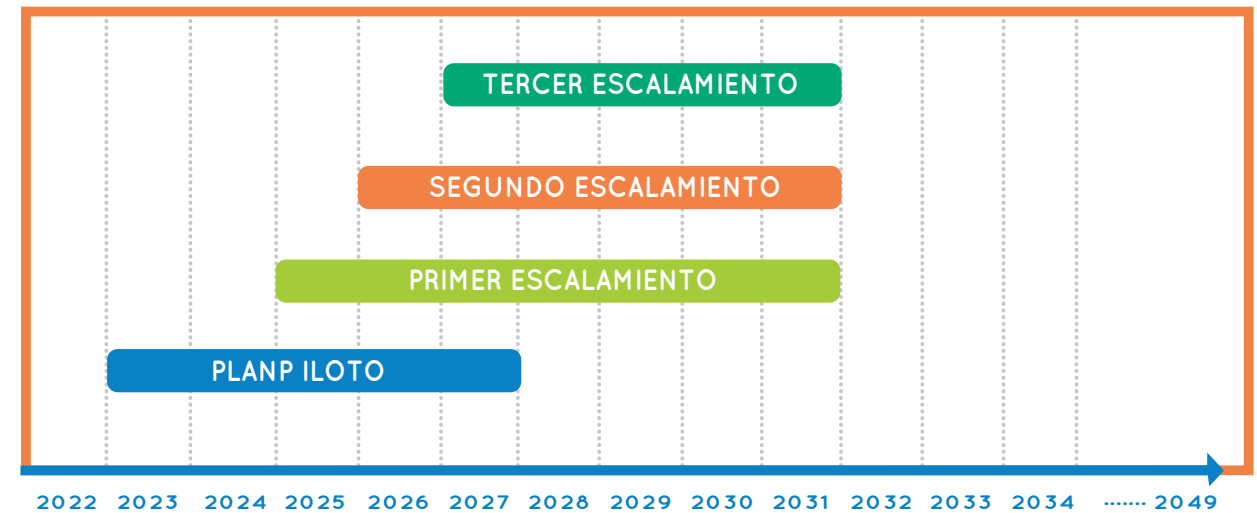 TERCER ESCALAMIENTO
SEGUNDO ESCALAMIENTO
PRIMER ESCALAMIENTO
PLANP ILOTO
2022 2023 2024 2025 2026 2027 2028 2029 2030 2031 2032 2033 2034 ....... 2049